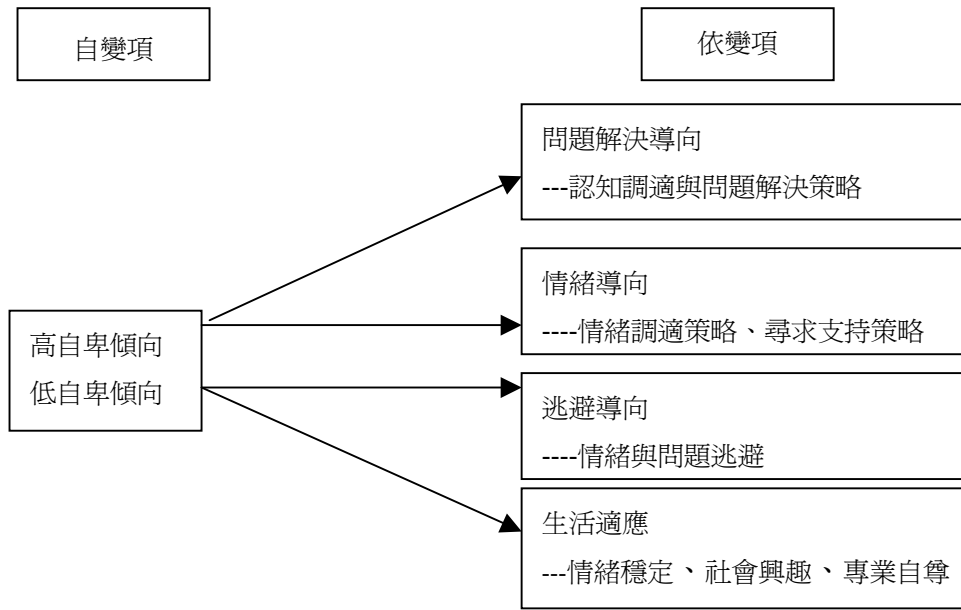 自變項
依變項
問題解決導向
---認知調適與問題解決策略
情緒導向
----情緒調適策略、尋求支持策略
高自卑傾向
低自卑傾向
逃避導向
----情緒與問題逃避
生活適應
---情緒穩定、社會興趣、專業自尊